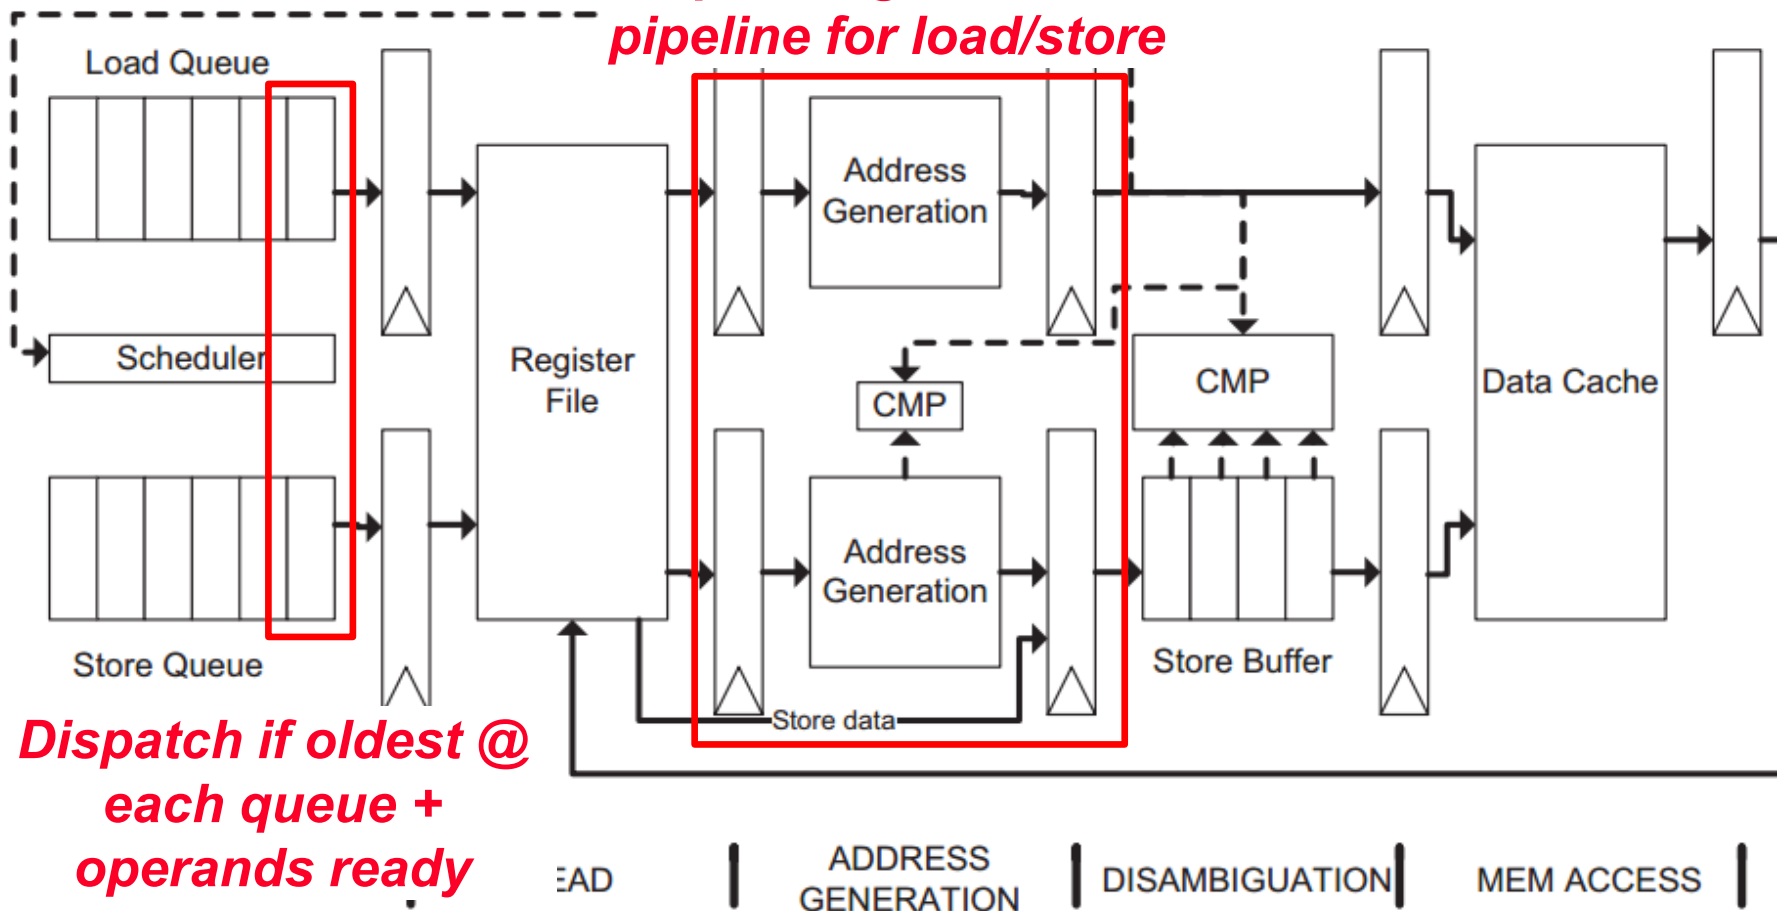 pipeline for load/store
Load Queue
Address
Generation
Scheduler
Register
File
CMP
CMP
Data Cache
Address
Generation
Store Queue
Store Buffer
Store data
Dispatch if oldest @
each queue +
operands ready
EAD
ADDRESS
GENERATION
DISAMBIGUATION
MEM ACCESS